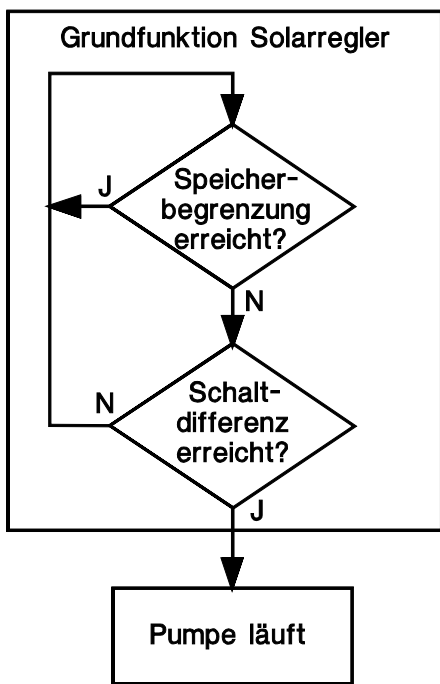 Grundfunktion Solarregler
J
Speicher-
begrenzung
erreicht?
N
N
Schalt-
differenz
erreicht?
J
Pumpe läuft